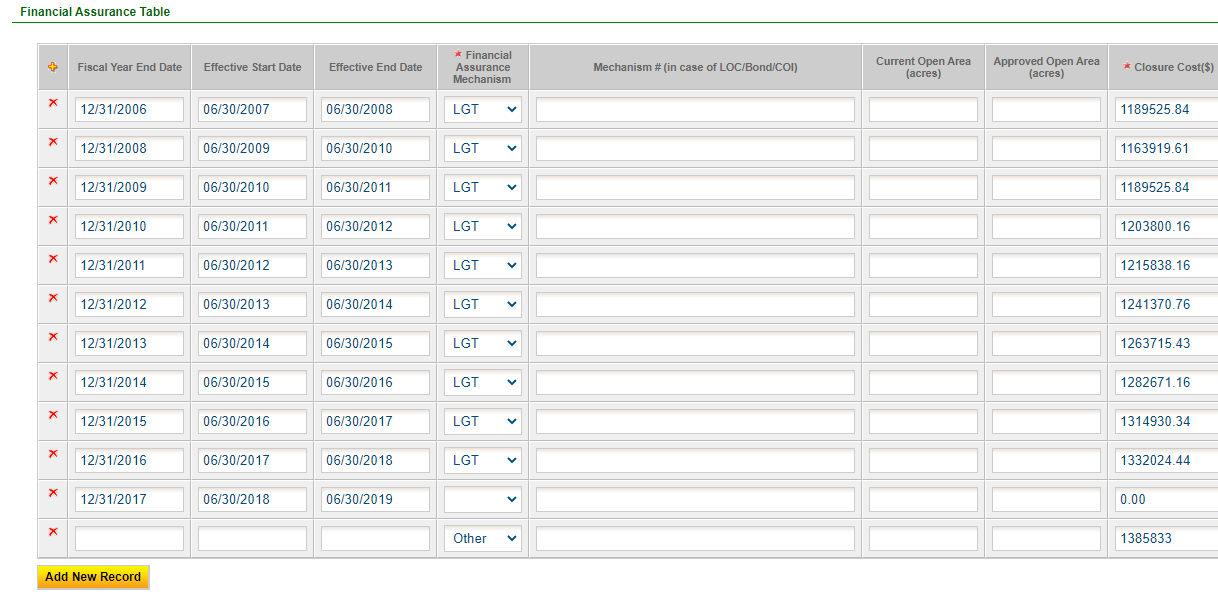 Financial Assurance Table
Fiscal Year End Date Effective Start Date Effective End Date * Financial Assurance Mechanism Mechanism # (in case of LOC/Bond/COI) Current Open Area (acres) Approved Open Area (acres) * Closure Cost($)
12/31/2006 06/30/2007 06/30/2008 LGT 1189525.84
12/31/2008 06/30/2009 06/30/2010 LGT 1163919.61
12/31/2009 06/30/2010 06/30/2011 LGT 1189525.84
12/31/2010 06/30/2011 06/30/2012 LGT 1203800.16
12/31/2011 06/30/2012 06/30/2013 LGT 1215838.16
12/31/2012 06/30/2013 06/30/2014 LGT 1241370.76
12/31/2013 06/30/2014 06/30/2015 LGT 1263715.43
12/31/2014 06/30/2015 06/30/2016 LGT 1282671.16
12/31/2015 06/30/2016 06/30/2017 LGT 1314930.34
12/31/2016 06/30/2017 06/30/2018 LGT 1332024.44
12/31/2017 06/30/2018 06/30/2019 0.00
Other 1385833
Add New Record